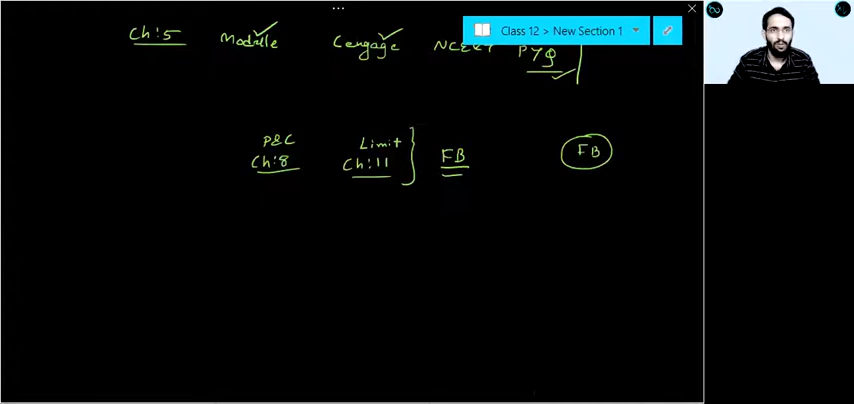 Class 12 > New Section 1
Ch:5 Module Cengage NCERT PYQ
P&C Limit
Ch:8 Ch:11 FB FB